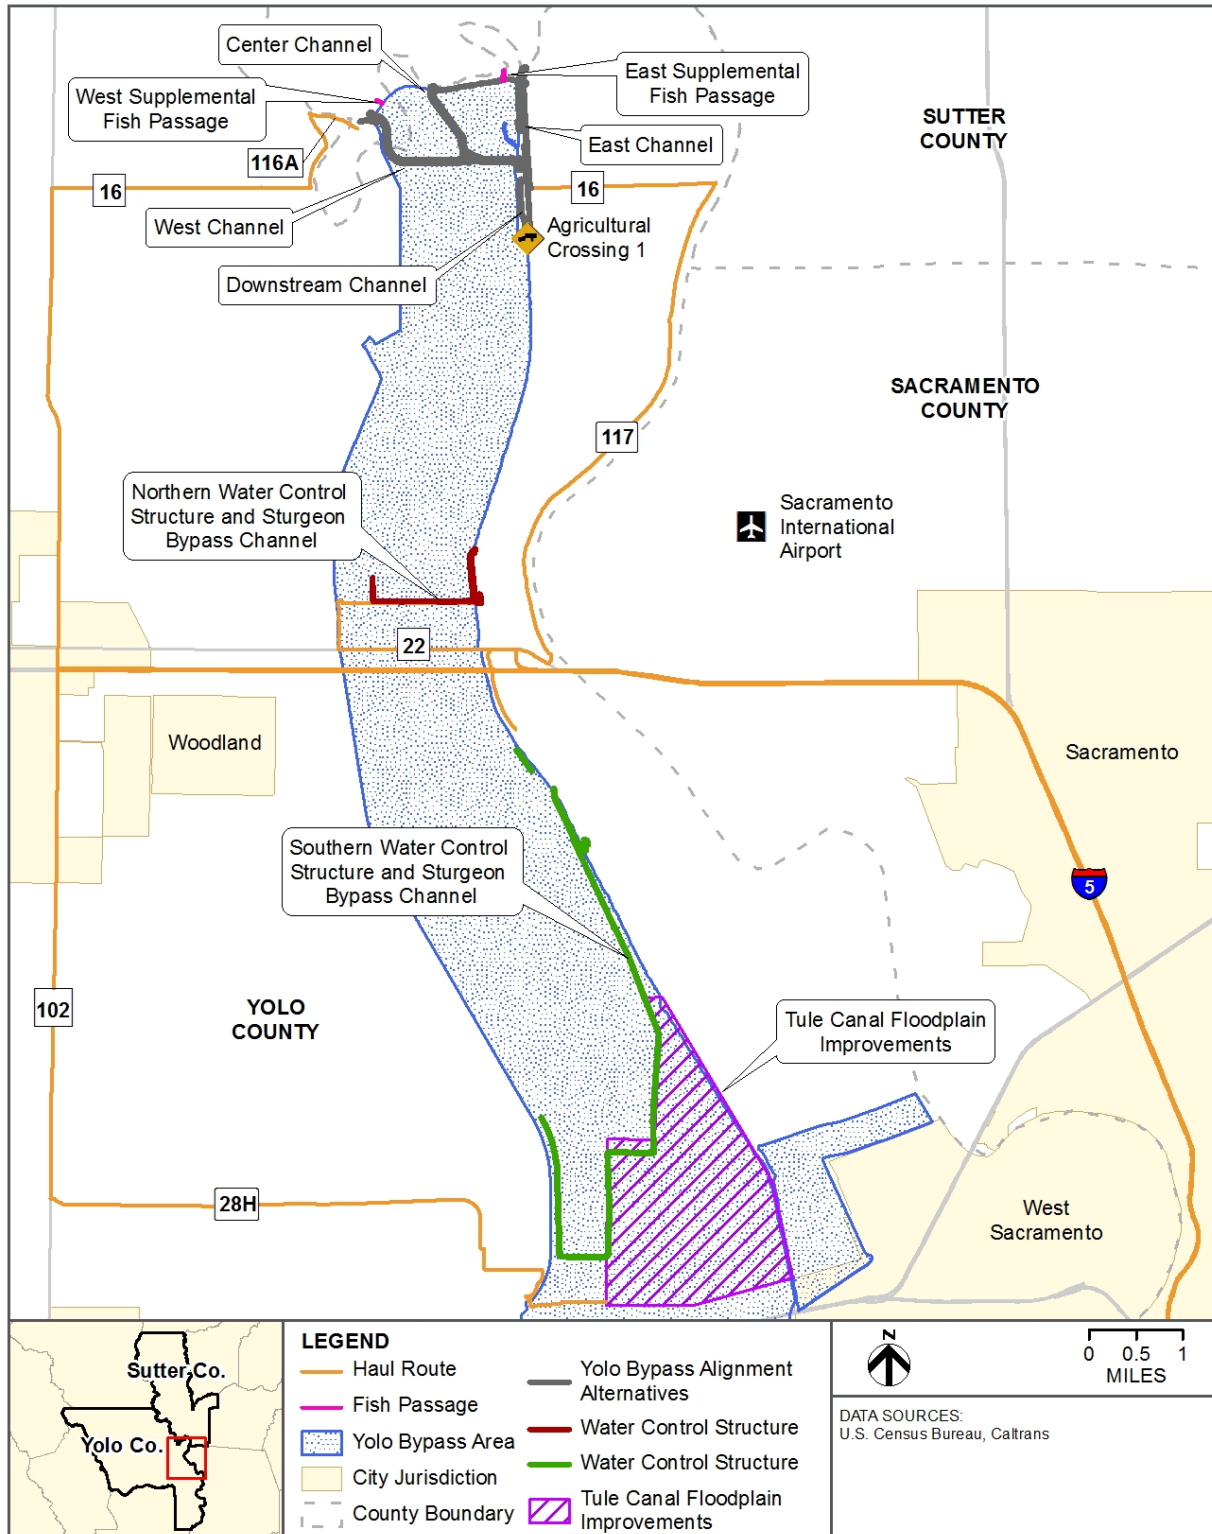 Center Channel
East Supplemental
Fish Passage
West Supplemental
Fish Passage
SUTTER
COUNTY
East Channel
116A
16
16
West Channel
Agricultural
Crossing 1
Downstream Channel
SACRAMENTO
COUNTY
117
Northern Water Control
Structure and Sturgeon
Bypass Channel
Sacramento
International
Airport
22
Woodland
Sacramento
Southern Water Control
Structure and Sturgeon
Bypass Channel
5
102
YOLO
COUNTY
Tule Canal Floodplain
Improvements
28H
West
Sacramento
Sutter Co.
Yolo Co.
LEGEND
Haul Route
Fish Passage
Yolo Bypass Area
City Jurisdiction
County Boundary
Yolo Bypass Alignment
Alternatives
Water Control Structure
Water Control Structure
Tule Canal Floodplain
Improvements
N
0 0.5 1
MILES
DATA SOURCES:
U.S. Census Bureau, Caltrans